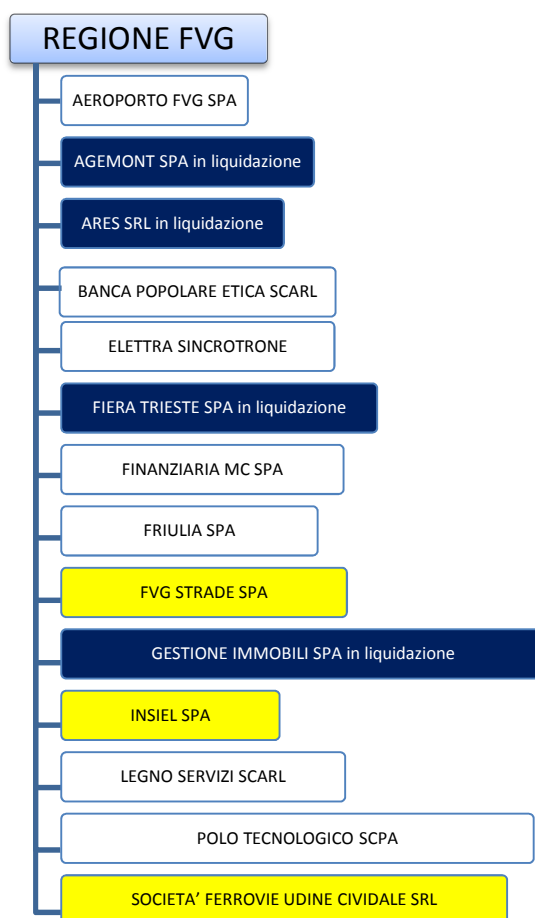 REGIONE FVG
AEROPORTO FVG SPA
AGEMONT SPA in liquidazione
ARES SRL in liquidazione
BANCA POPOLARE ETICA SCARL
ELETTRA SINCROTRONE
FIERA TRIESTE SPA in liquidazione
FINANZIARIA MC SPA
FRIULIA SPA
FVG STRADE SPA
GESTIONE IMMOBILI SPA in liquidazione
INSIEL SPA
LEGNO SERVIZI SCARL
POLO TECNOLOGICO SCPA
SOCIETA’ FERROVIE UDINE CIVIDALE SRL